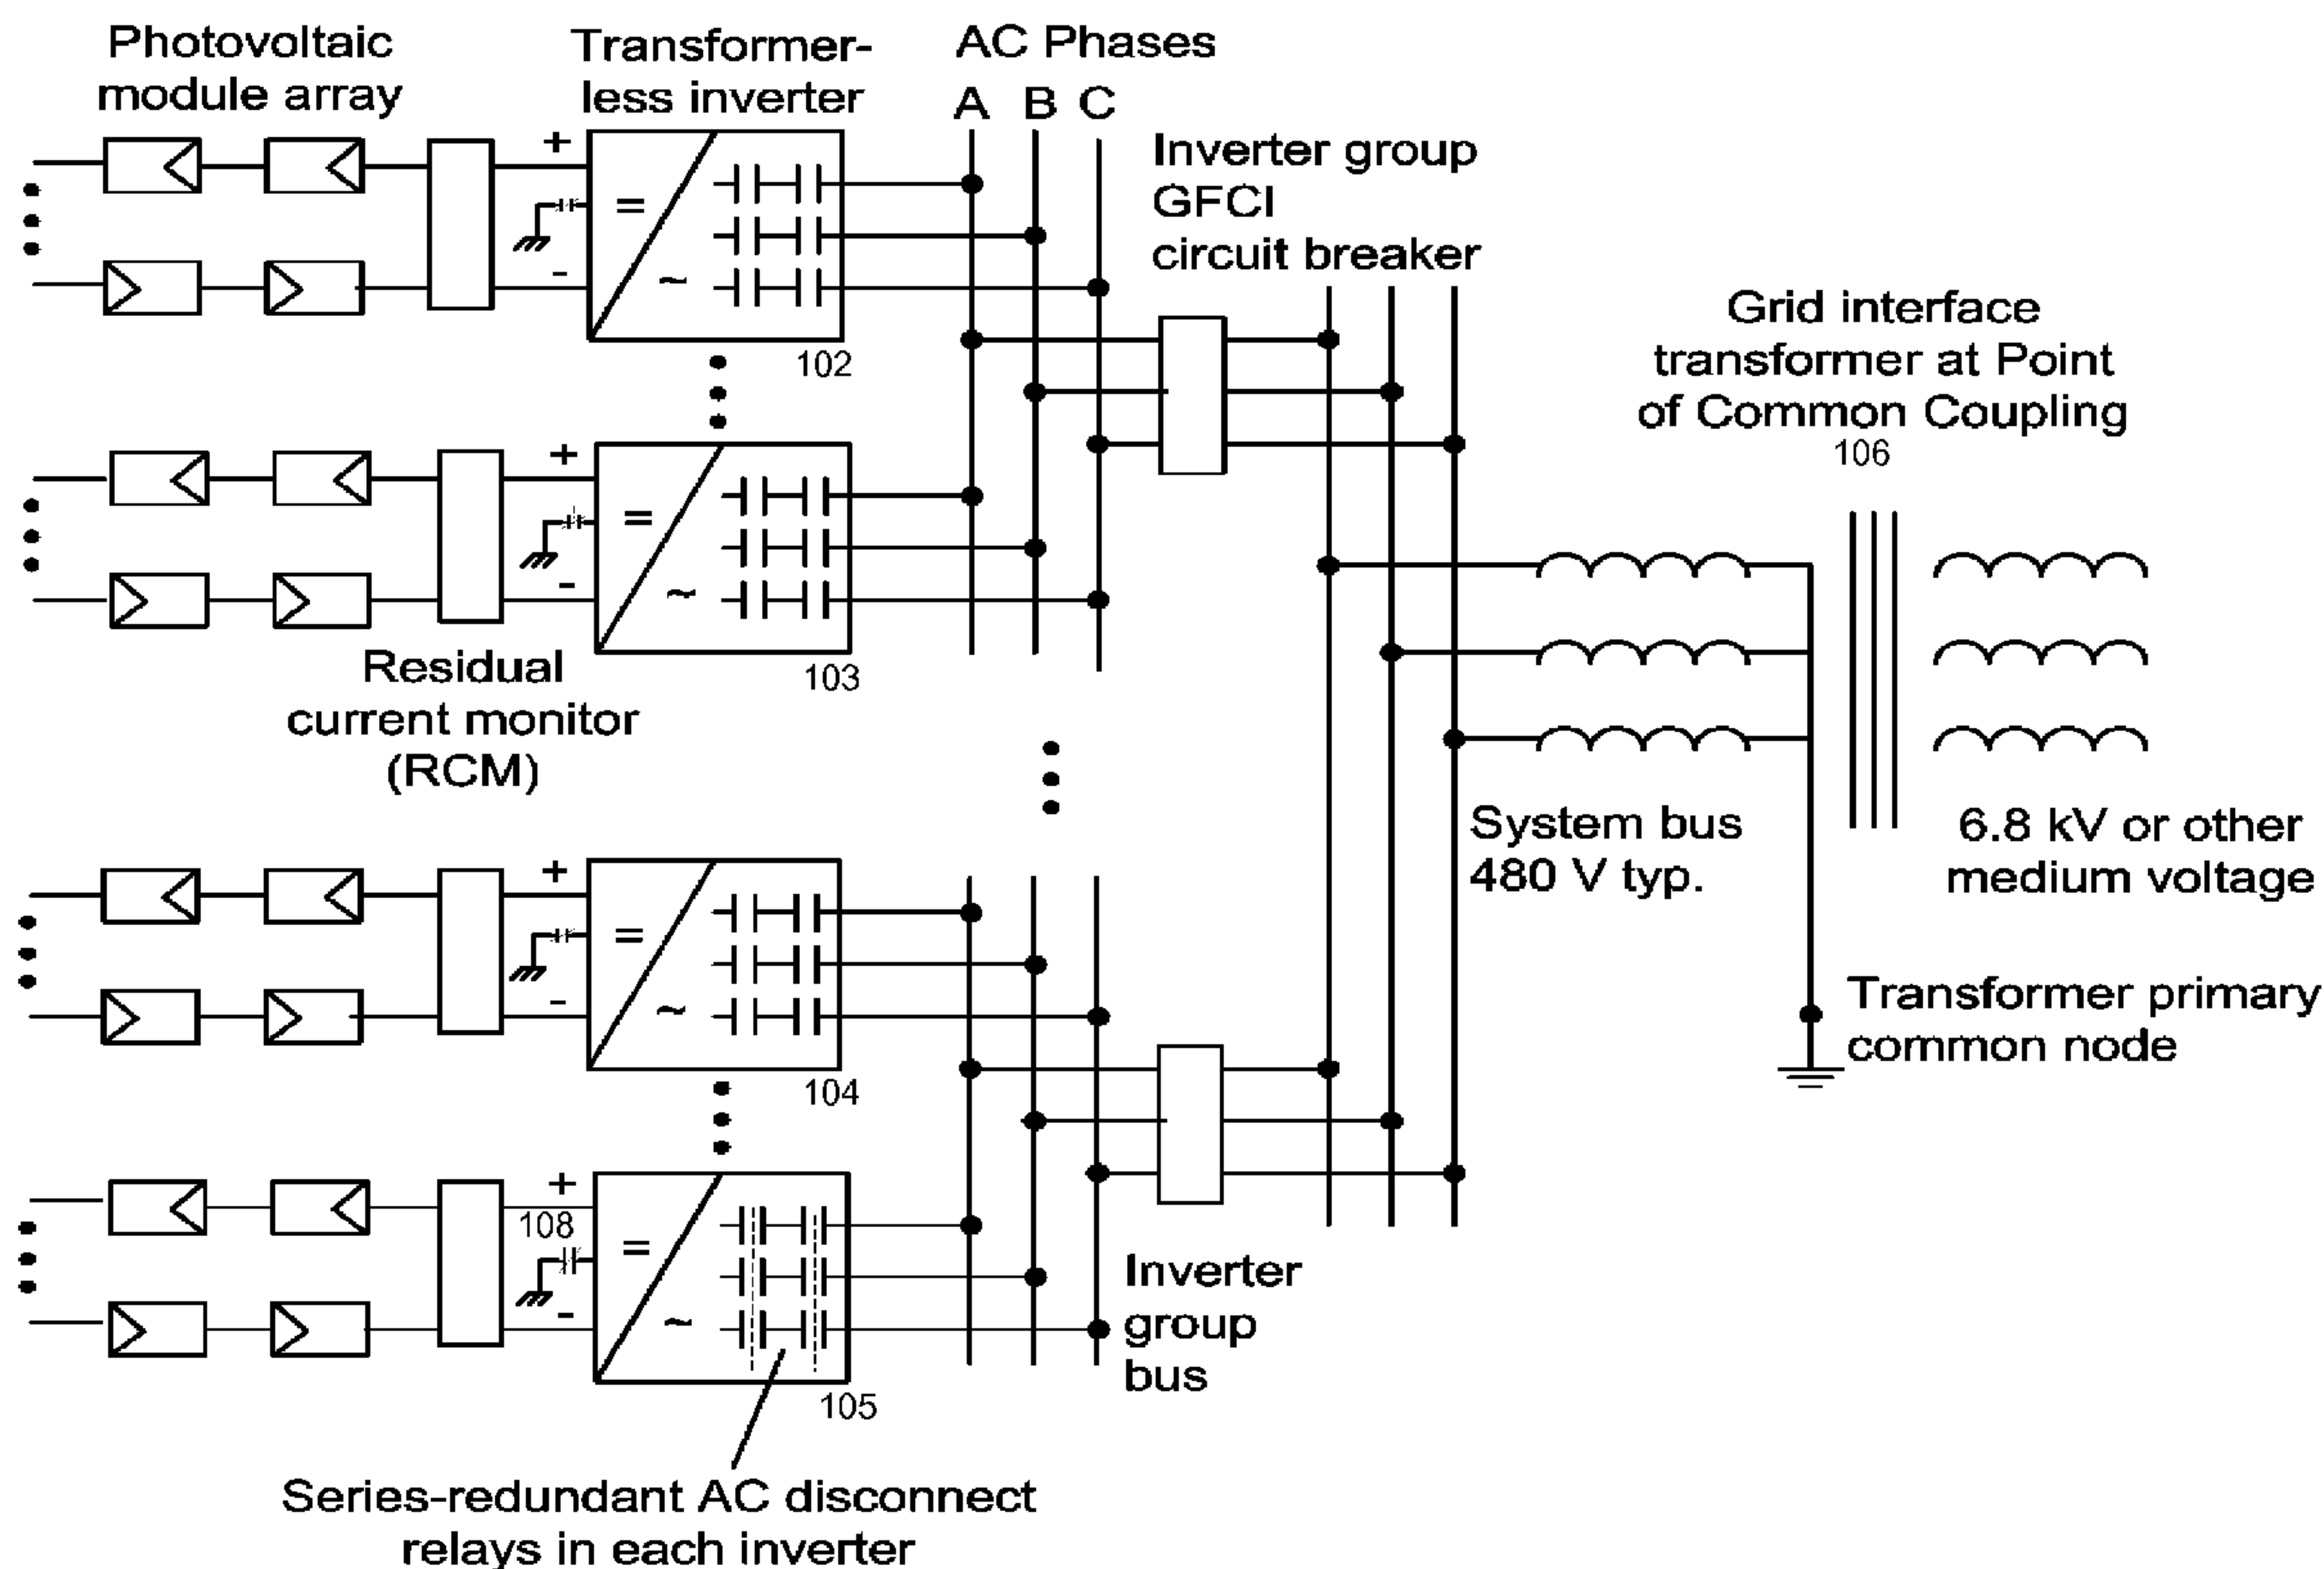 Photovoltaic
module array
Transformer-
less inverter
AC Phases
A B C
Inverter group
GFCI
circuit breaker
Grid interface
transformer at Point
of Common Coupling
106
+
=
-
~
102
+
=
-
~
103
Residual
current monitor
(RCM)
System bus
480 V typ.
6.8 kV or other
medium voltage
+
=
-
~
104
Transformer primary
common node
+
108
=
-
~
105
Inverter
group
bus
Series-redundant AC disconnect
relays in each inverter